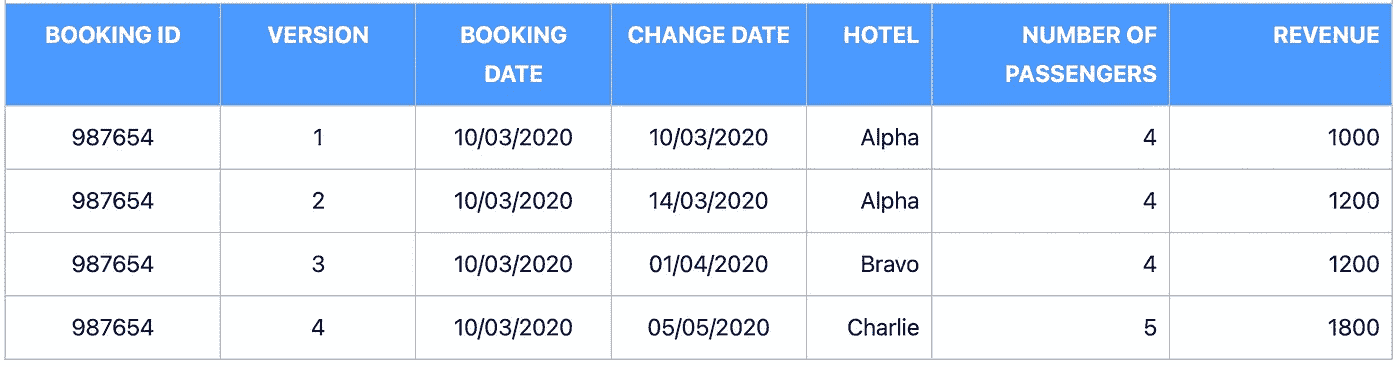 BOOKING ID VERSION BOOKING DATE CHANGE DATE HOTEL NUMBER OF PASSENGERS REVENUE
987654 1 10/03/2020 10/03/2020 Alpha 4 1000
987654 2 10/03/2020 14/03/2020 Alpha 4 1200
987654 3 10/03/2020 01/04/2020 Bravo 4 1200
987654 4 10/03/2020 05/05/2020 Charlie 5 1800